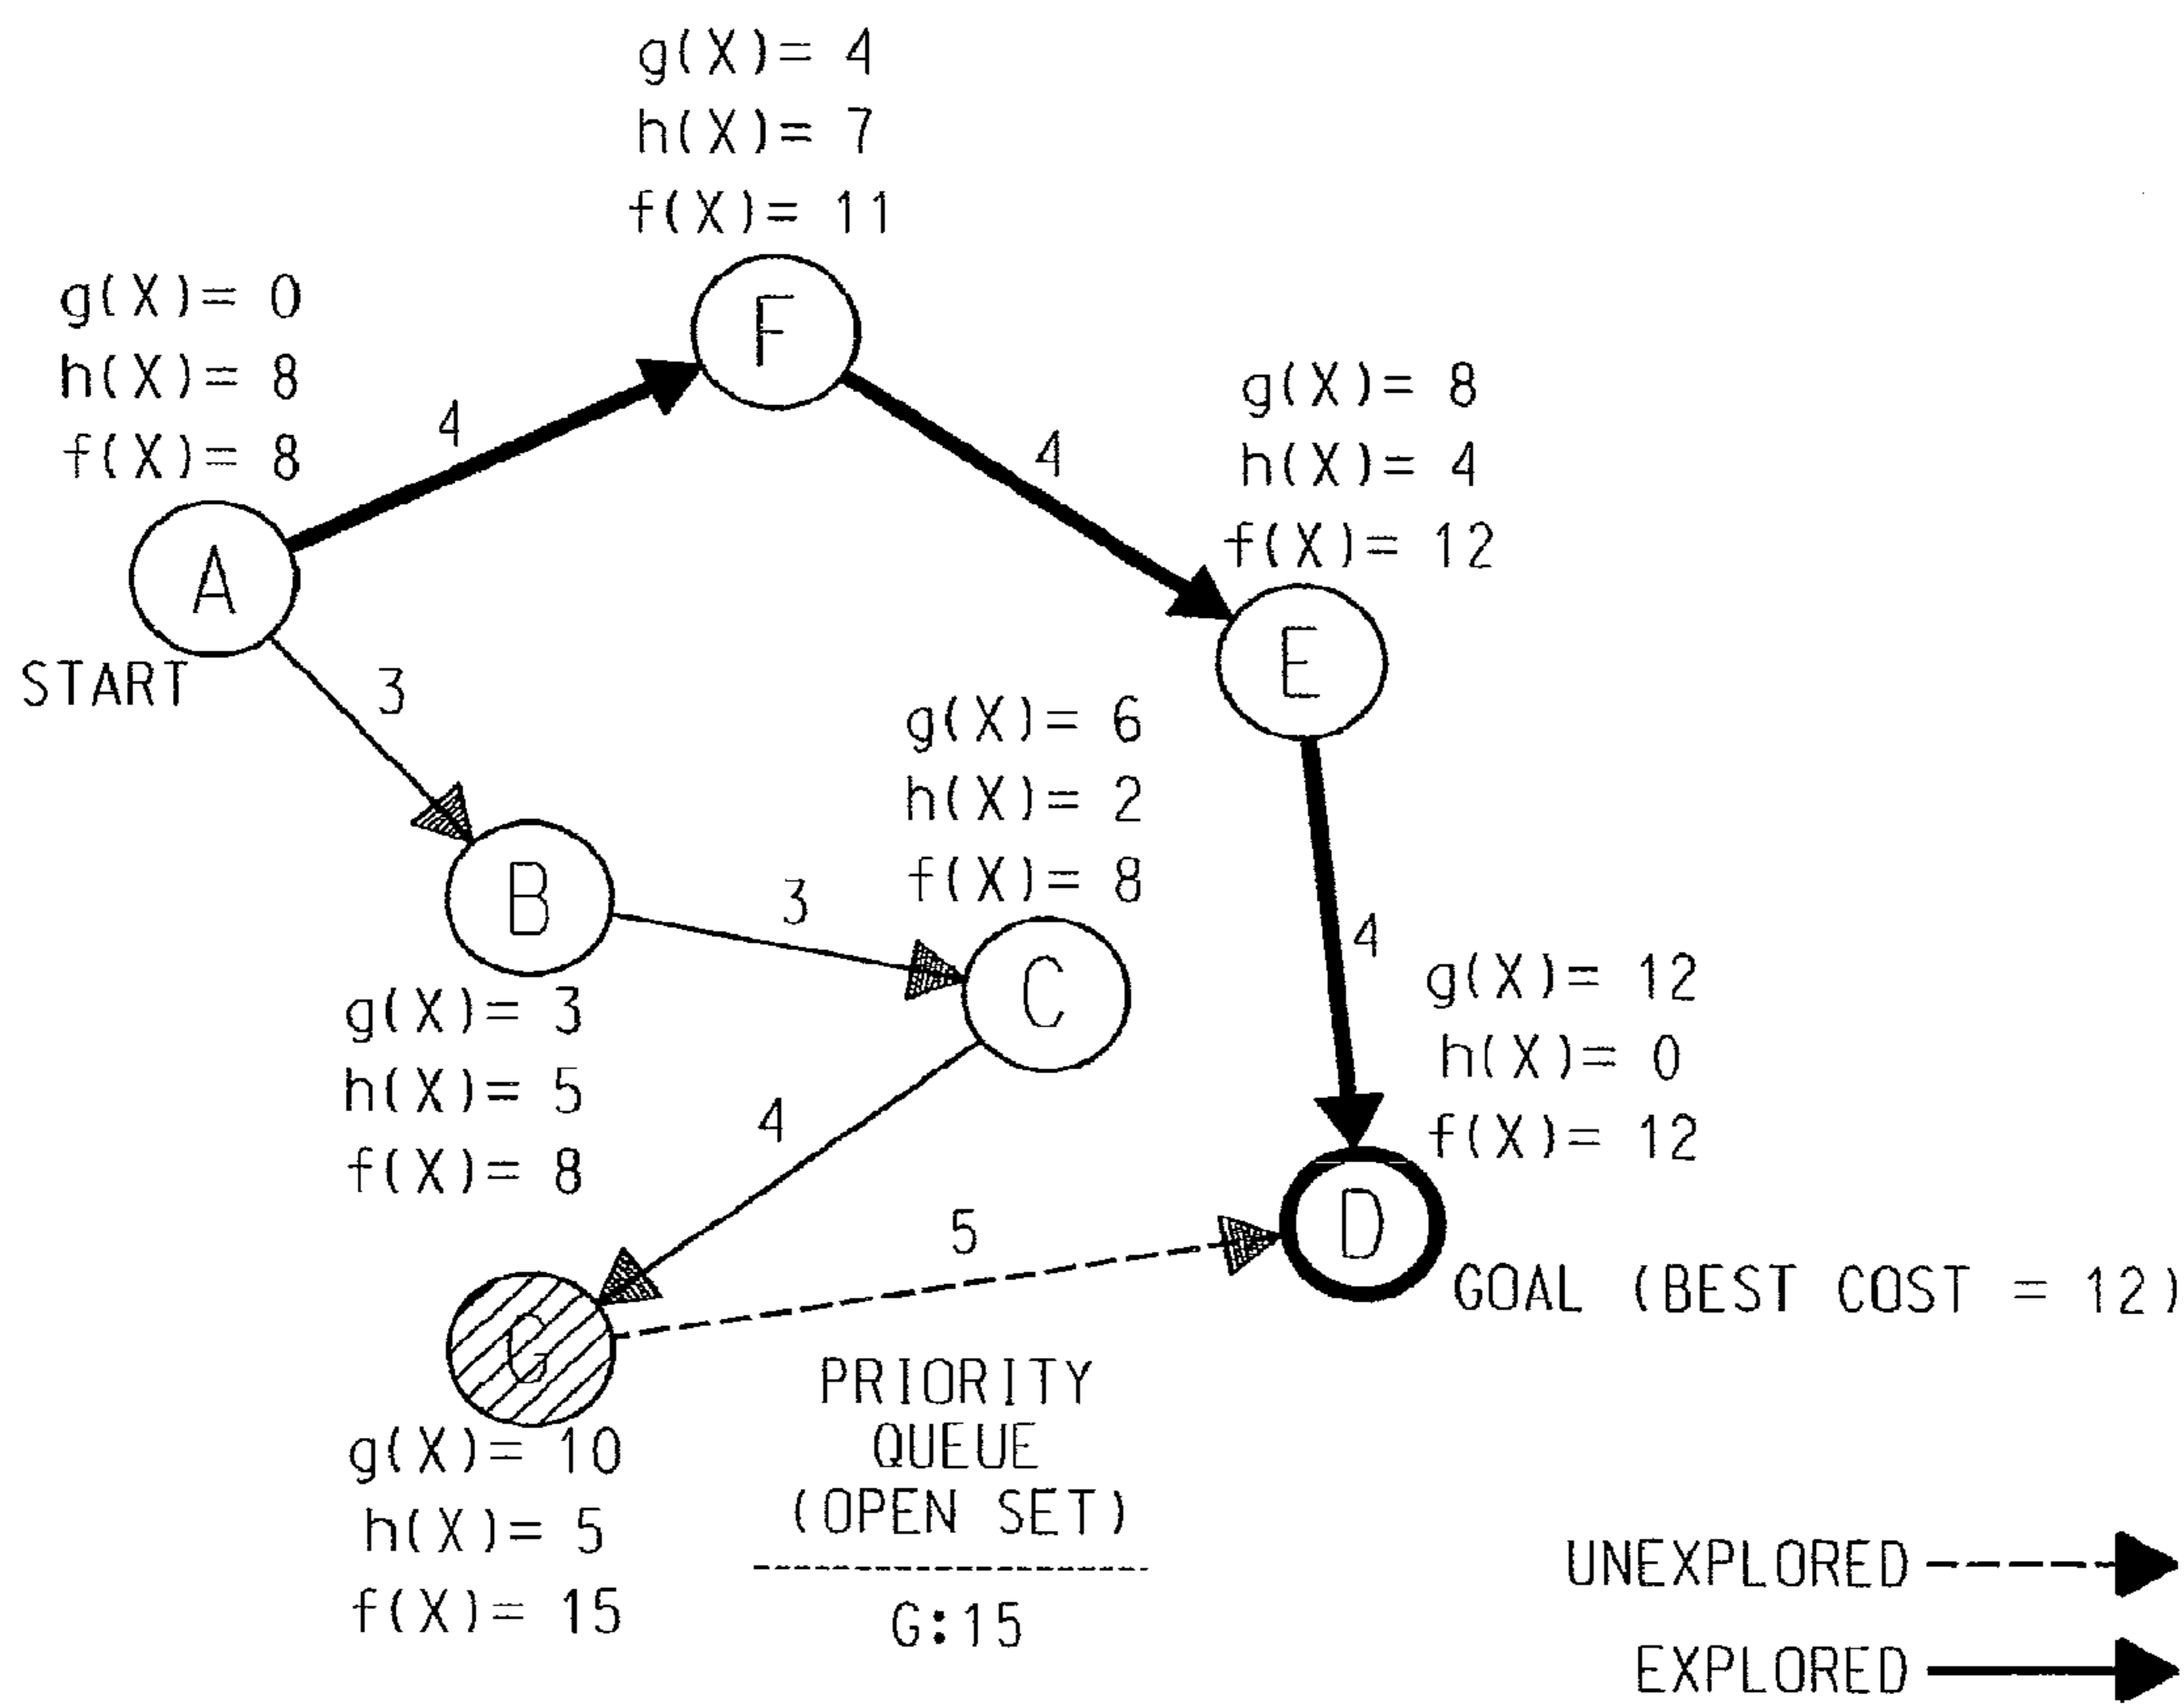 g(X)= 4
h(X)= 7
f(X)= 11
F
g(X)= 0
h(X)= 8
f(X)= 8
4
A
START
4
g(X)= 8
h(X)= 4
f(X)= 12
E
3
g(X)= 6
h(X)= 2
f(X)= 8
B
3
C
g(X)= 3
h(X)= 5
f(X)= 8
4
g(X)= 12
h(X)= 0
f(X)= 12
D
GOAL (BEST COST = 12)
4
5
G
g(X)= 10
h(X)= 5
f(X)= 15
PRIORITY
QUEUE
(OPEN SET)
G:15
UNEXPLORED
EXPLORED